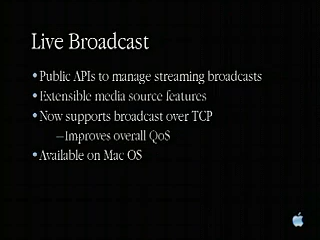 Live Broadcast
• Public APIs to manage streaming broadcasts
• Extensible media source features
• Now supports broadcast over TCP
– Improves overall QoS
• Available on Mac OS